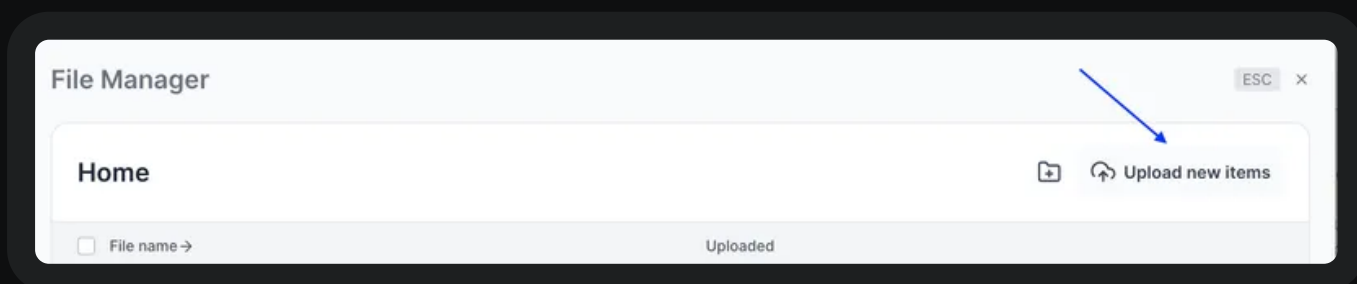 File Manager
ESC ×
Home
Upload new items
File name→
Uploaded